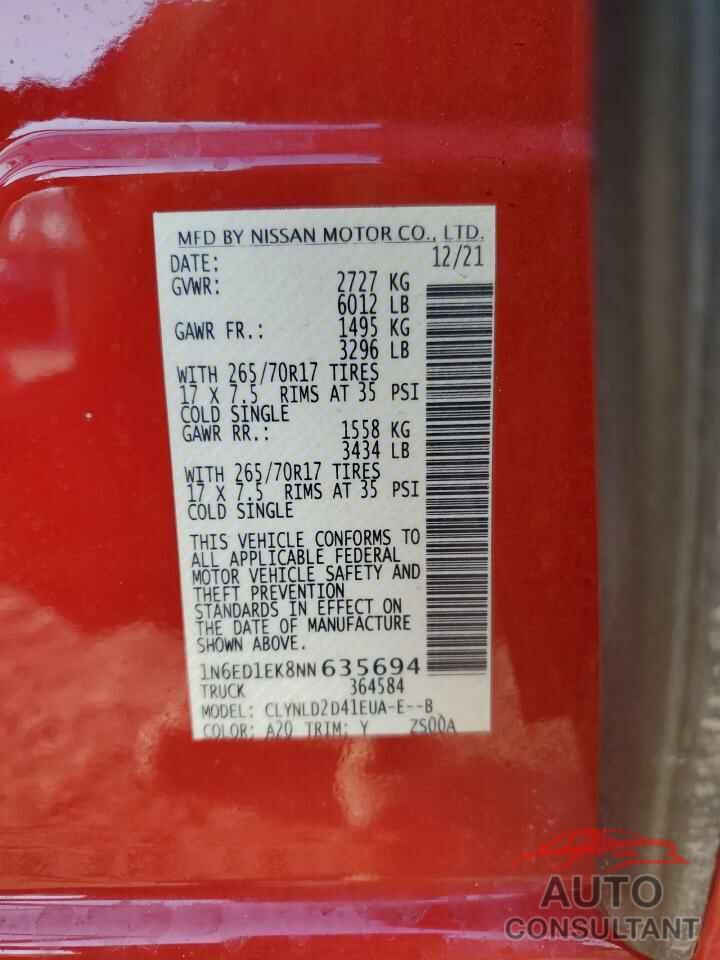 MFD BY NISSAN MOTOR CO., LTD.
DATE: 12/21
GVWR: 2727 KG
6012 LB
GAWR FR.: 1495 KG
3296 LB
WITH 265/70R17 TIRES
17 X 7.5 RIMS AT 35 PSI
COLD SINGLE
GAWR RR.: 1558 KG
3434 LB
WITH 265/70R17 TIRES
17 X 7.5 RIMS AT 35 PSI
COLD SINGLE
THIS VEHICLE CONFORMS TO
ALL APPLICABLE FEDERAL
MOTOR VEHICLE SAFETY AND
THEFT PREVENTION
STANDARDS IN EFFECT ON
THE DATE OF MANUFACTURE
SHOWN ABOVE.
1N6ED1EK8NN635694
TRUCK 364584
MODEL: CLYNLD2D41EUA-E--B
COLOR: A20 TRIM: Y ZS00A
AUTO
CONSULTANT